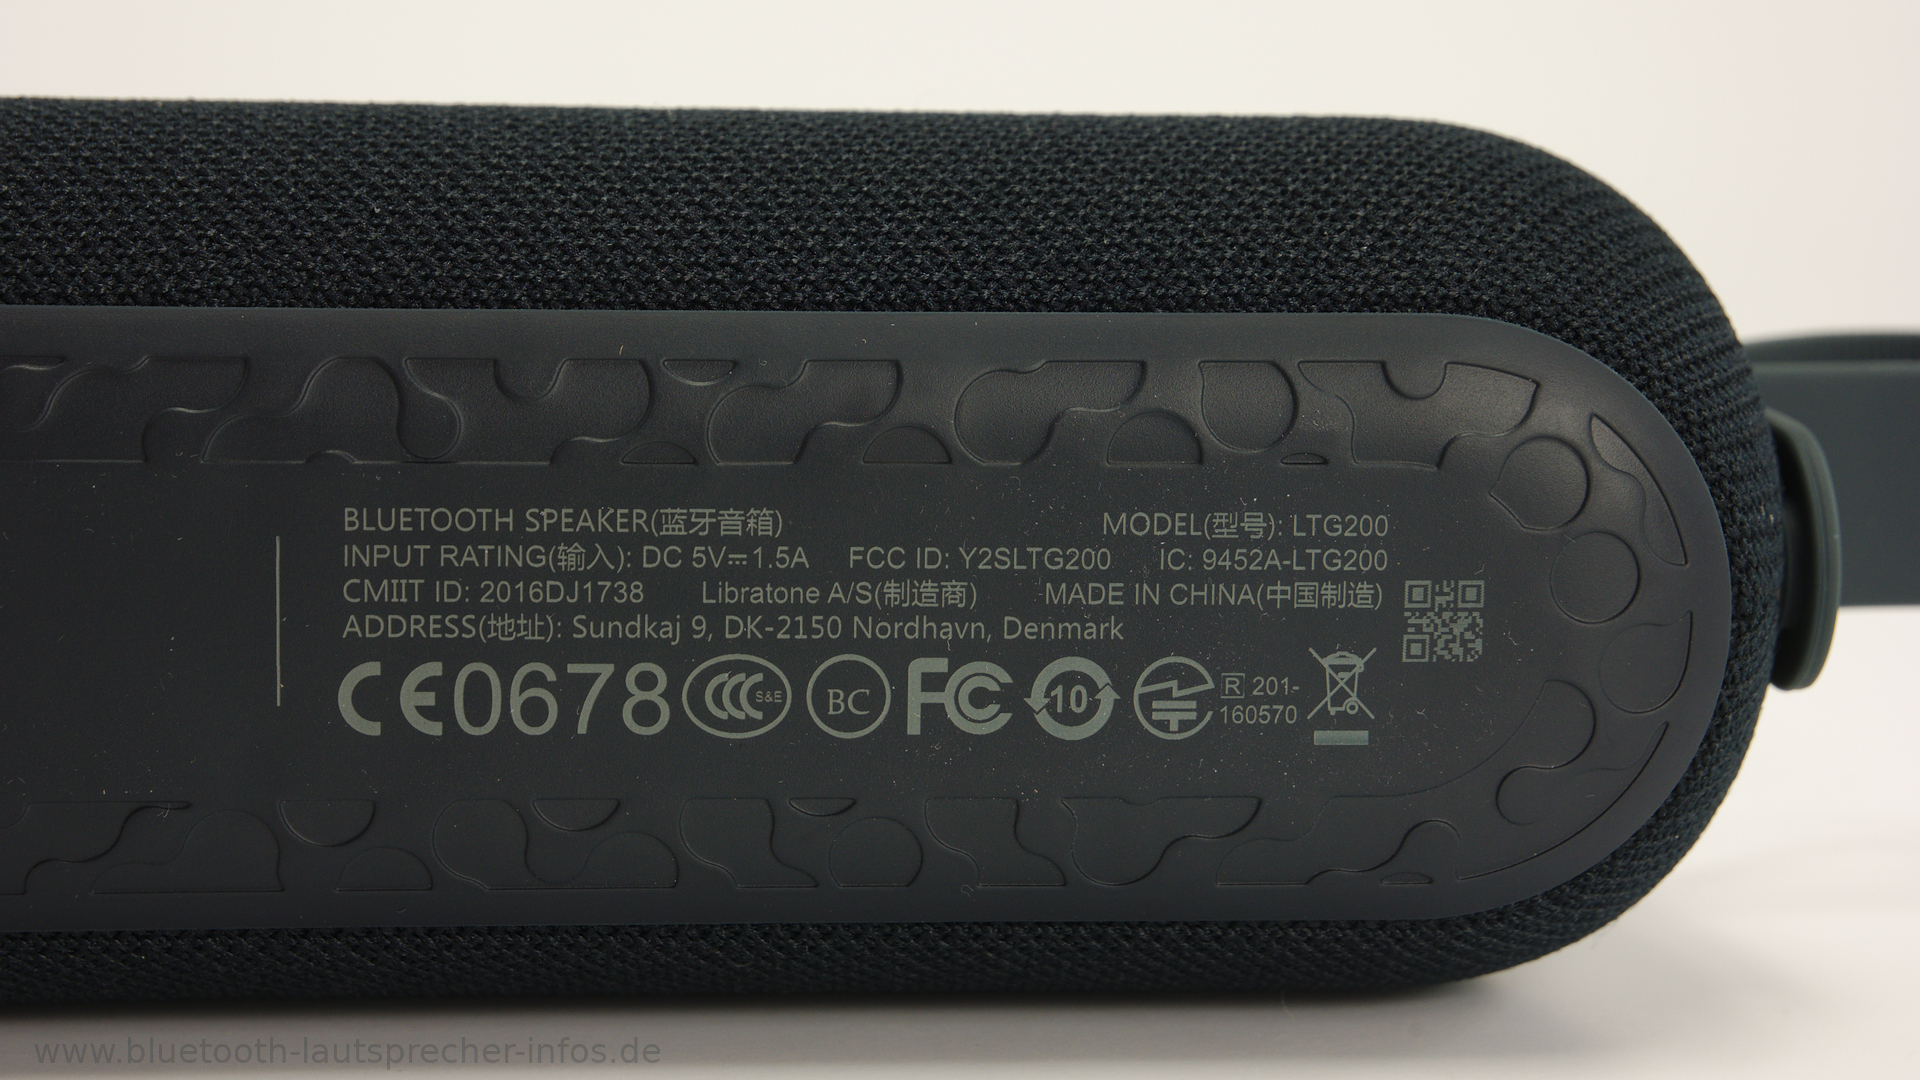 BLUETOOTH SPEAKER(蓝牙音箱) MODEL(型号): LTG200
INPUT RATING(输入): DC 5V⎓1.5A FCC ID: Y2SLTG200 IC: 9452A-LTG200
CMIIT ID: 2016DJ1738 Libratone A/S(制造商) MADE IN CHINA(中国制造)
ADDRESS(地址): Sundkaj 9, DK-2150 Nordhavn, Denmark
CE0678 CCC S&E BC FC 10 R 201-
160570
www.bluetooth-lautsprecher-infos.de